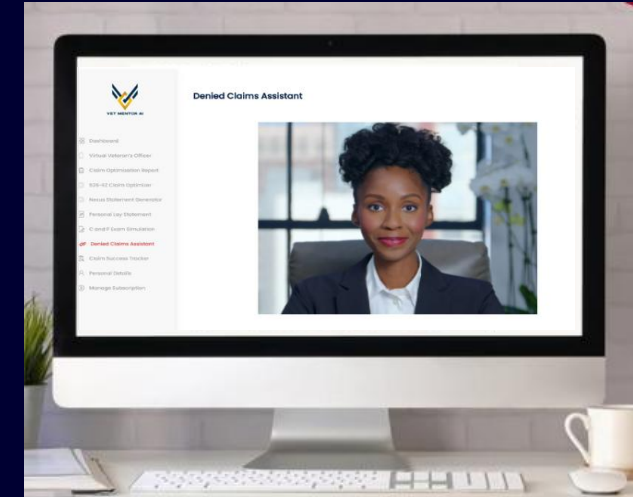 VET MENTOR AI
Denied Claims Assistant
Dashboard
Virtual Veteran's Officer
Claim Optimization Report
526-EZ Claim Optimizer
Nexus Statement Generator
Personal Lay Statement
C and P Exam Simulation
Denied Claims Assistant
Claim Success Tracker
Personal Details
Manage Subscription